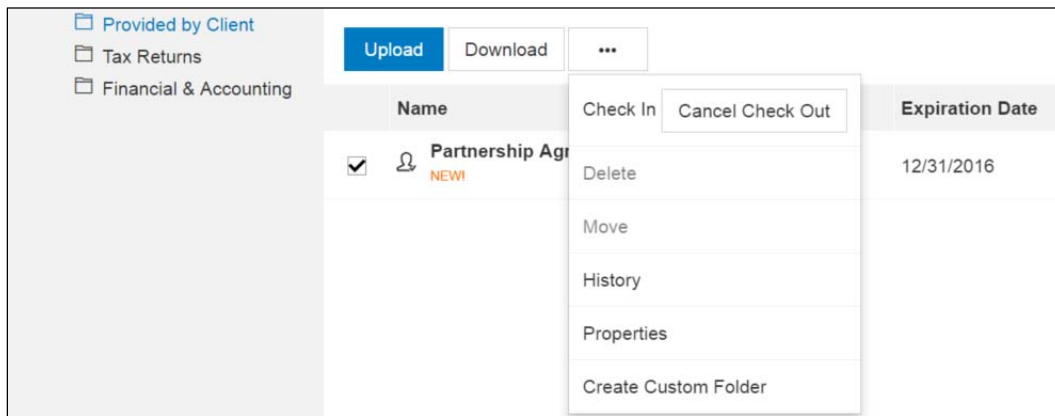 Provided by Client
Tax Returns
Financial & Accounting
Upload Download •••
Name Expiration Date
Check In Cancel Check Out
Partnership Agr
NEW!
12/31/2016
Delete
Move
History
Properties
Create Custom Folder